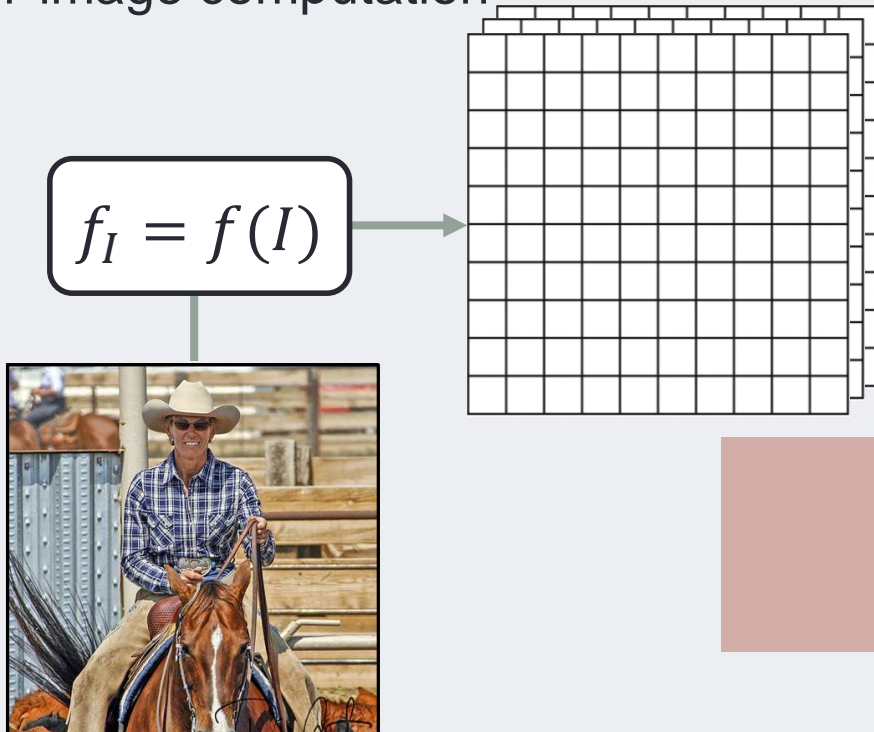 image computation
f_I = f(I)